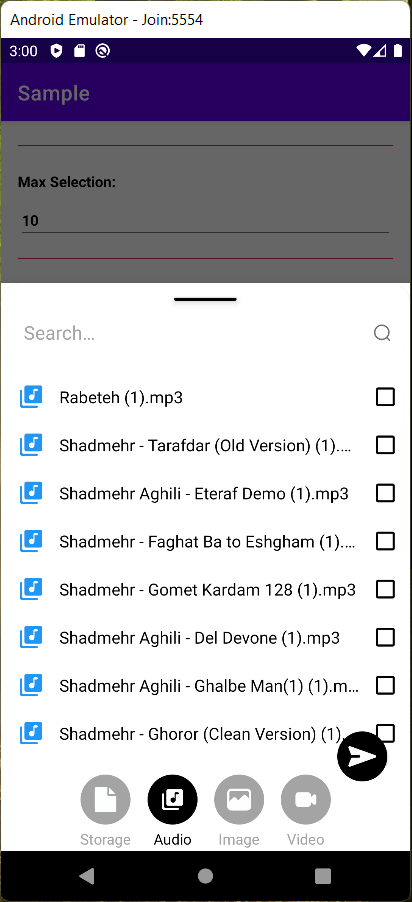 Android Emulator - Join:5554
3:00
Sample
Max Selection:
10
Search...
Rabeteh (1).mp3
Shadmehr - Tarafdar (Old Version) (1)....
Shadmehr Aghili - Eteraf Demo (1).mp3
Shadmehr - Faghat Ba to Eshgham (1)....
Shadmehr - Gomet Kardam 128 (1).mp3
Shadmehr Aghili - Del Devone (1).mp3
Shadmehr Aghili - Ghalbe Man(1) (1).m...
Shadmehr - Ghoror (Clean Version) (1).
Storage Audio Image Video